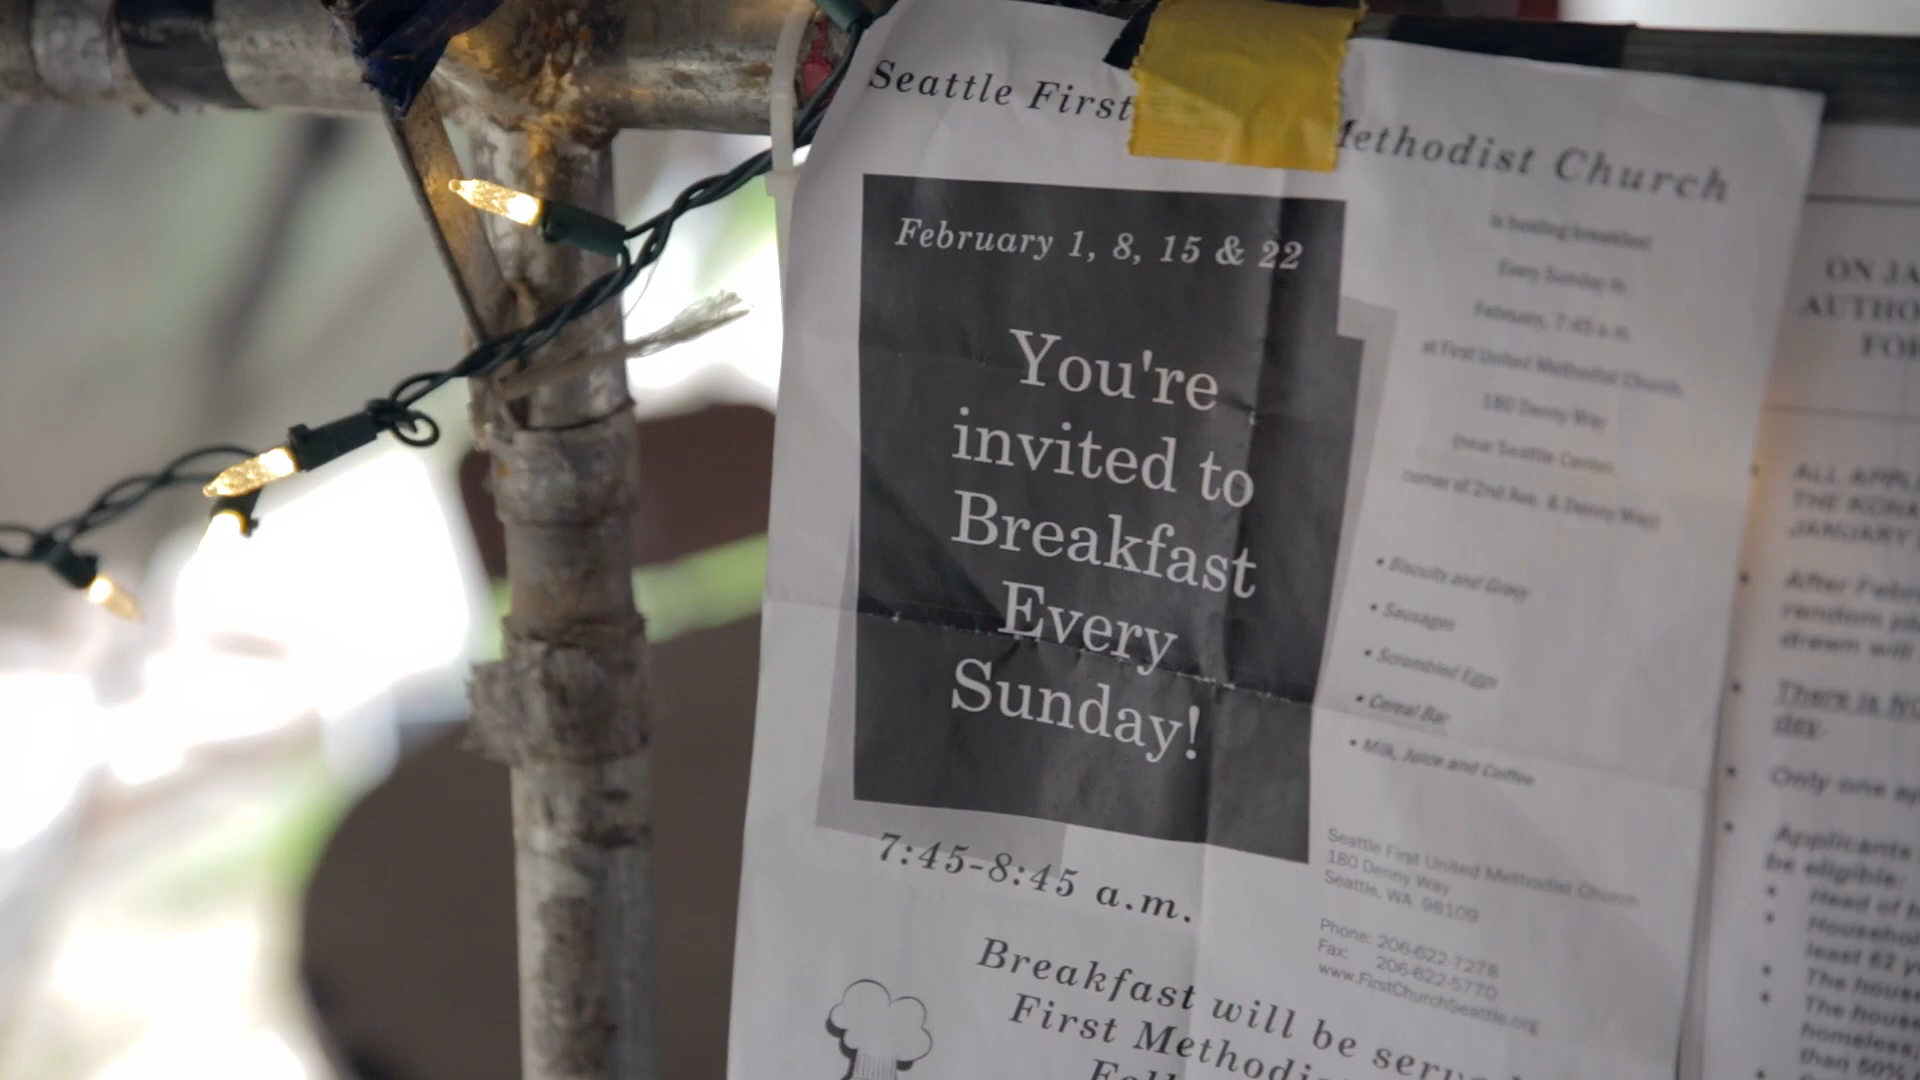 Seattle First
Methodist Church
February 1, 8, 15 & 22
You're
invited to
Breakfast
Every
Sunday!
7:45-8:45 a.m.
Breakfast will be serv
First Methodis
is hosting breakfast
Every Sunday in
February, 7:45 a.m.
at First United Methodist Church,
180 Denny Way
(near Seattle Center,
corner of 2nd Ave. & Denny Way)
• Biscuits and Gravy
• Sausages
• Scrambled Eggs
• Cereal Bar
• Milk, Juice and Coffee
Seattle First United Methodist Church
180 Denny Way
Seattle, WA 98109
Phone: 206-622-7278
Fax: 206-622-5770
www.FirstChurchSeattle.org
ON JA
AUTHO
FOR
ALL APPL
THE
JANUARY
After Febr
random
drawn will
There is NO
day.
Only one ap
Applicants
be eligible:
• Head of h
• Househol
least 62 y
• The house
• The house
homeless,
than 50%